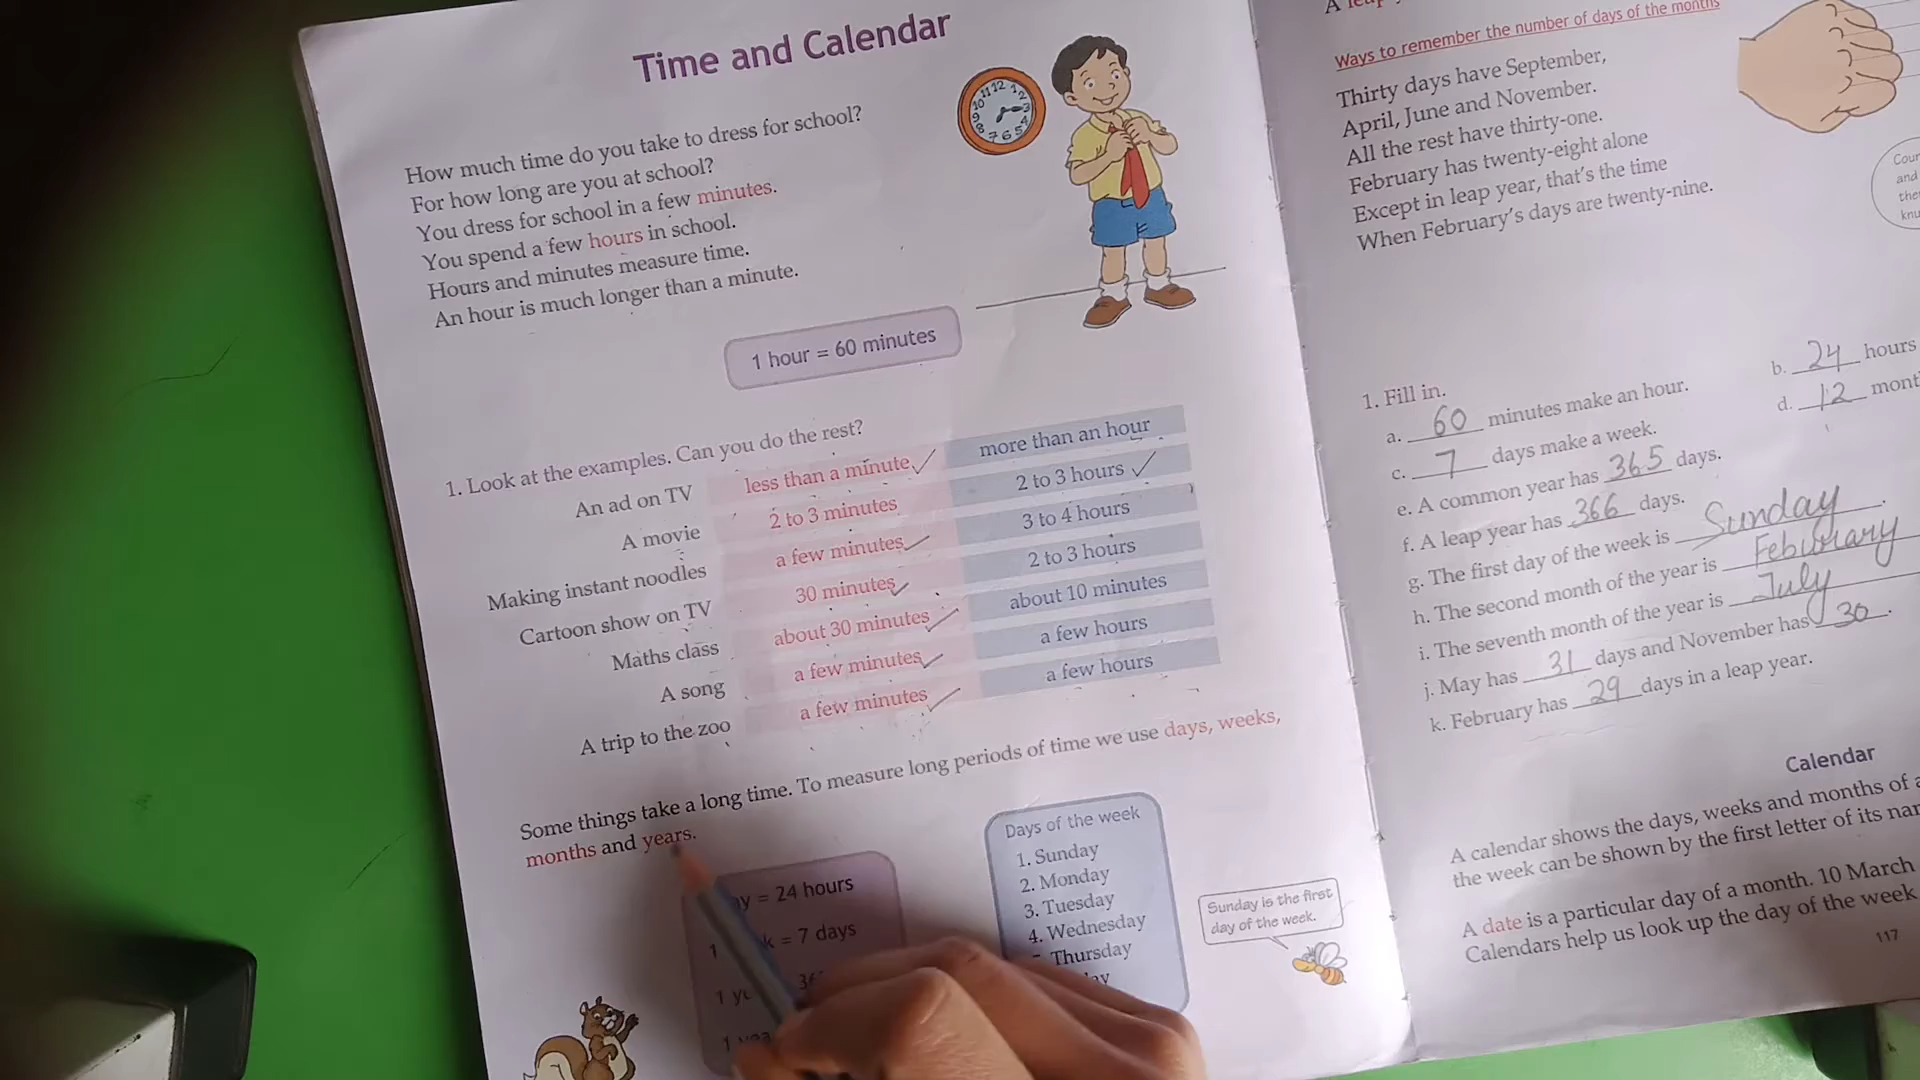 Time and Calendar
How much time do you take to dress for school?
For how long are you at school?
You dress for school in a few minutes.
You spend a few hours in school.
Hours and minutes measure time.
An hour is much longer than a minute.
12
11 1
10 2
9 3
8 4
7 6 5
1 hour = 60 minutes
1. Look at the examples. Can you do the rest?
An ad on TV less than a minute ✓ more than an hour
A movie 2 to 3 minutes 2 to 3 hours ✓
Making instant noodles a few minutes ✓ 3 to 4 hours
Cartoon show on TV 30 minutes ✓ 2 to 3 hours
Maths class about 30 minutes ✓ about 10 minutes
A song a few minutes ✓ a few hours
A trip to the zoo a few minutes ✓ a few hours
Some things take a long time. To measure long periods of time we use days, weeks,
months and years.
= 24 hours
1 = 7 days
1
1
Days of the week
1. Sunday
2. Monday
3. Tuesday
4. Wednesday
Thursday
Sunday is the first
day of the week.
A
Ways to remember the number of days of the months
Thirty days have September,
April, June and November.
All the rest have thirty-one.
February has twenty-eight alone
Except in leap year, that's the time
When February's days are twenty-nine.
and
1. Fill in.
a. 60 minutes make an hour.
b. 24 hours
c. 7 days make a week.
d. 12
e. A common year has 365 days.
f. A leap year has 366 days.
g. The first day of the week is Sunday.
h. The second month of the year is
i. The seventh month of the year is July
j. May has 31 days and November has 30.
k. February has 29 days in a leap year.
Calendar
A calendar shows the days, weeks and months of a
the week can be shown by the first letter of its
A date is a particular day of a month. 10 March
Calendars help us look up the day of the week
117